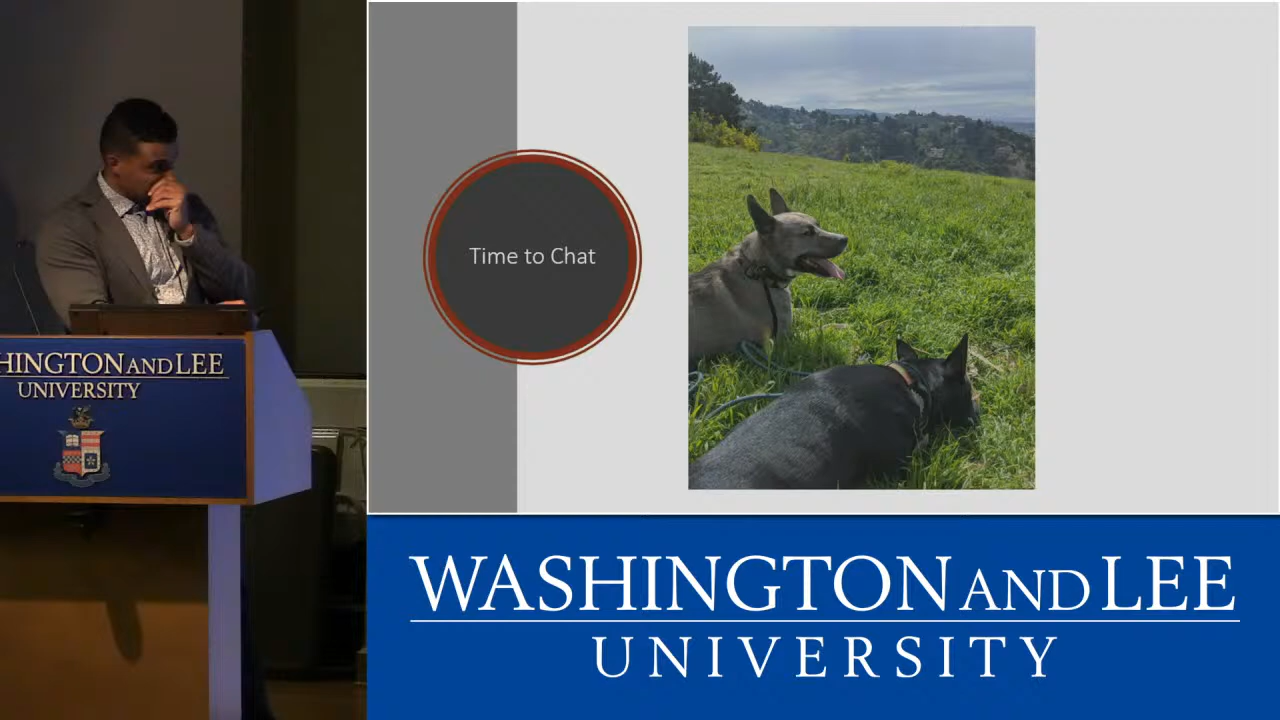 HINGTON AND LEE
UNIVERSITY
Time to Chat
WASHINGTON AND LEE
UNIVERSITY